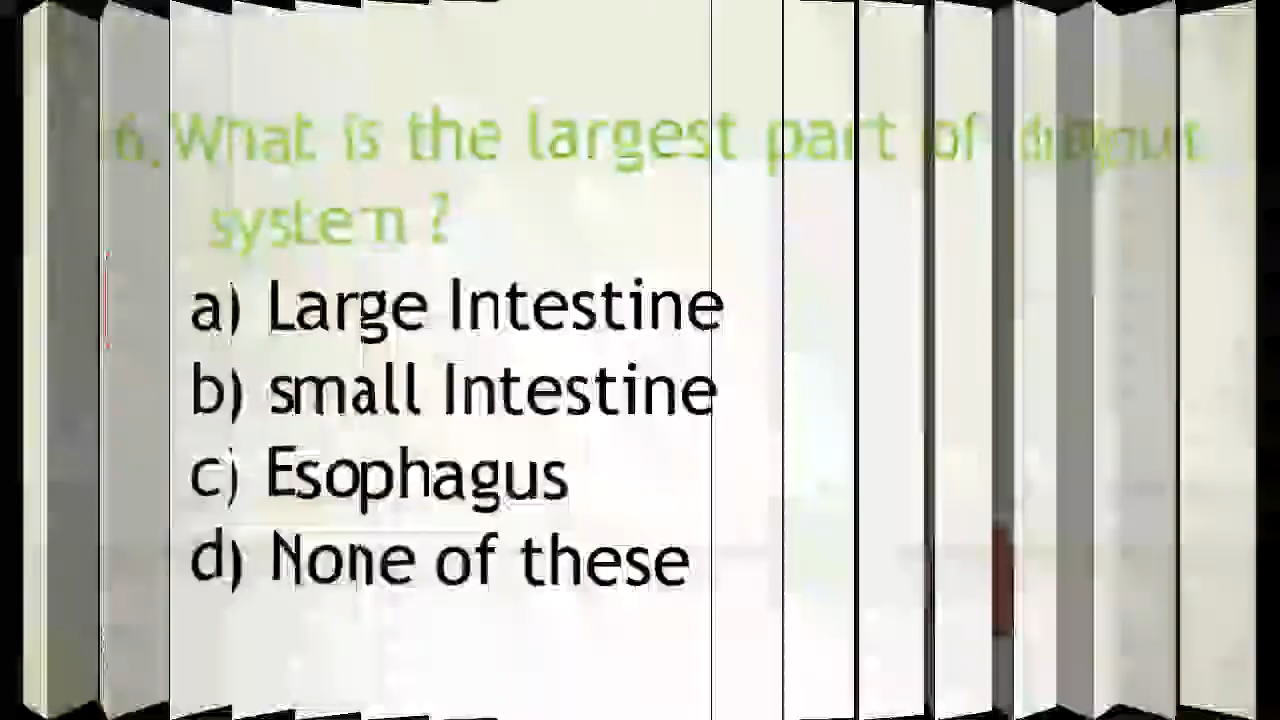 6. What is the largest part of
system ?
a) Large Intestine
b) small Intestine
c) Esophagus
d) None of these